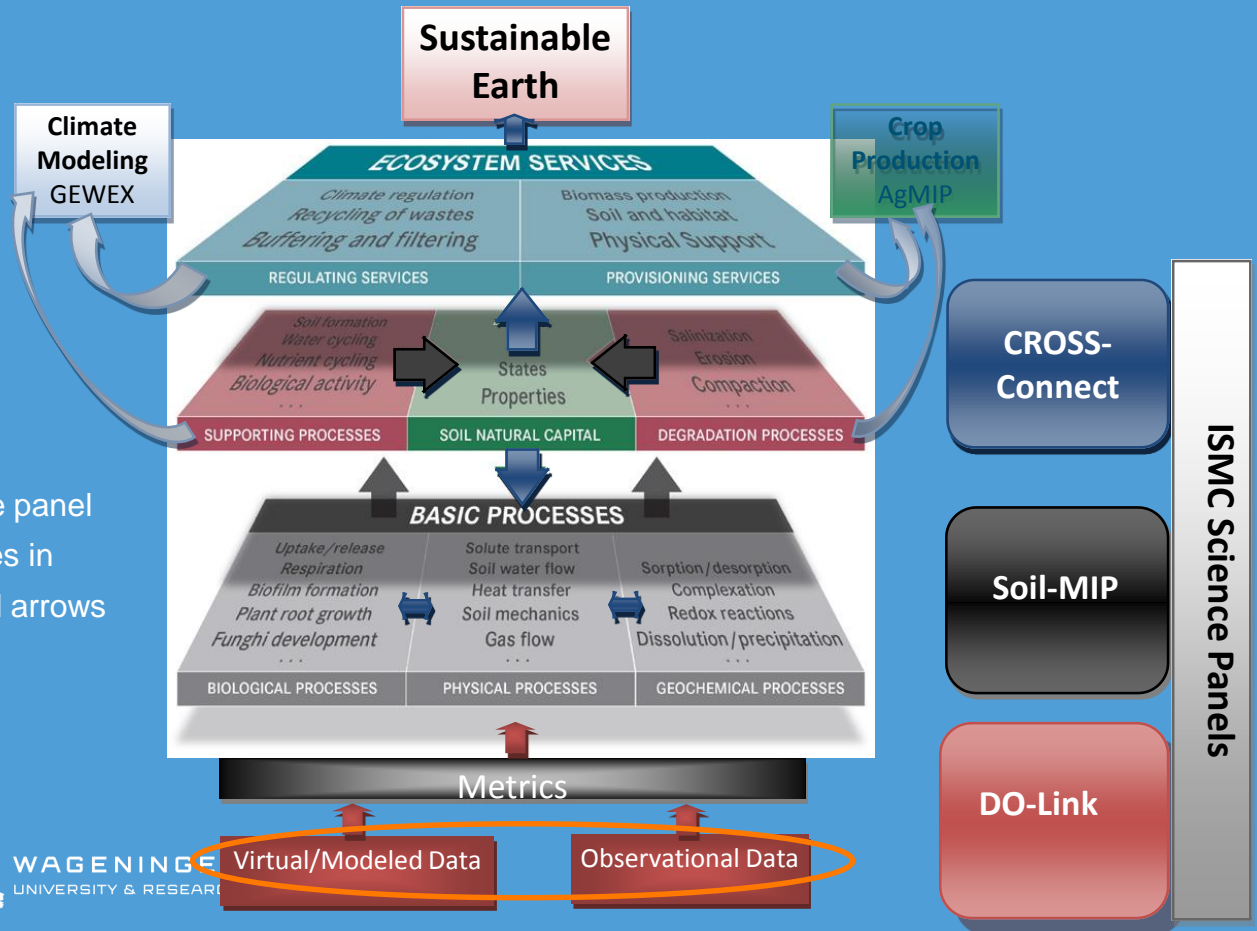 Sustainable
Earth
Climate
Modeling
GEWEX
Crop
Production
AgMIP
ECOSYSTEM SERVICES
Climate regulation
Recycling of wastes
Buffering and filtering
Biomass production
Soil and habitat
Physical Support
REGULATING SERVICES
PROVISIONING SERVICES
Soil formation
Water cycling
Nutrient cycling
Biological activity
. . .
States
Properties
Salinization
Erosion
Compaction
. . .
SUPPORTING PROCESSES
SOIL NATURAL CAPITAL
DEGRADATION PROCESSES
e panel
es in
l arrows
BASIC PROCESSES
Uptake/release
Respiration
Biofilm formation
Plant root growth
Funghi development
. . .
Solute transport
Soil water flow
Heat transfer
Soil mechanics
Gas flow
. . .
Sorption/desorption
Complexation
Redox reactions
Dissolution/precipitation
. . .
BIOLOGICAL PROCESSES
PHYSICAL PROCESSES
GEOCHEMICAL PROCESSES
Metrics
Virtual/Modeled Data
Observational Data
WAGENINGE
UNIVERSITY & RESEARC
CROSS-
Connect
Soil-MIP
DO-Link
ISMC Science Panels